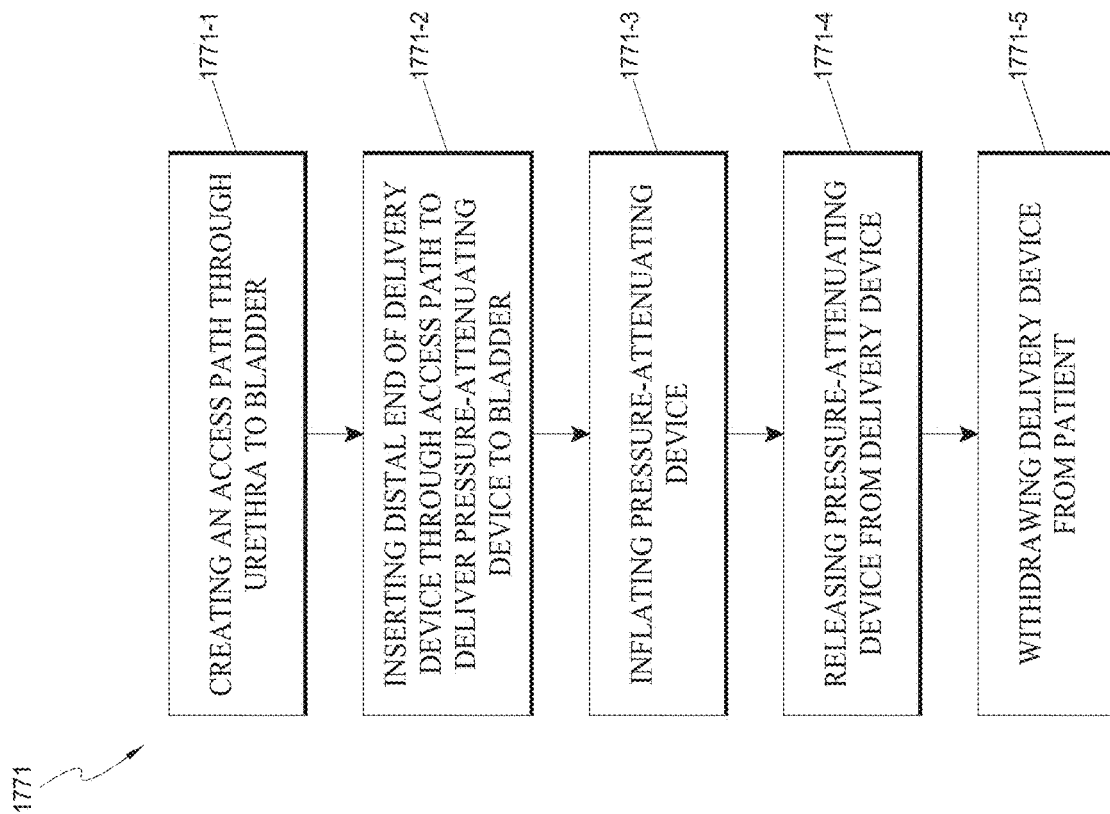 1771
CREATING AN ACCESS PATH THROUGH
URETHRA TO BLADDER
1771-1
INSERTING DISTAL END OF DELIVERY
DEVICE THROUGH ACCESS PATH TO
DELIVER PRESSURE-ATTENUATING
DEVICE TO BLADDER
1771-2
INFLATING PRESSURE-ATTENUATING
DEVICE
1771-3
RELEASING PRESSURE-ATTENUATING
DEVICE FROM DELIVERY DEVICE
1771-4
WITHDRAWING DELIVERY DEVICE
FROM PATIENT
1771-5